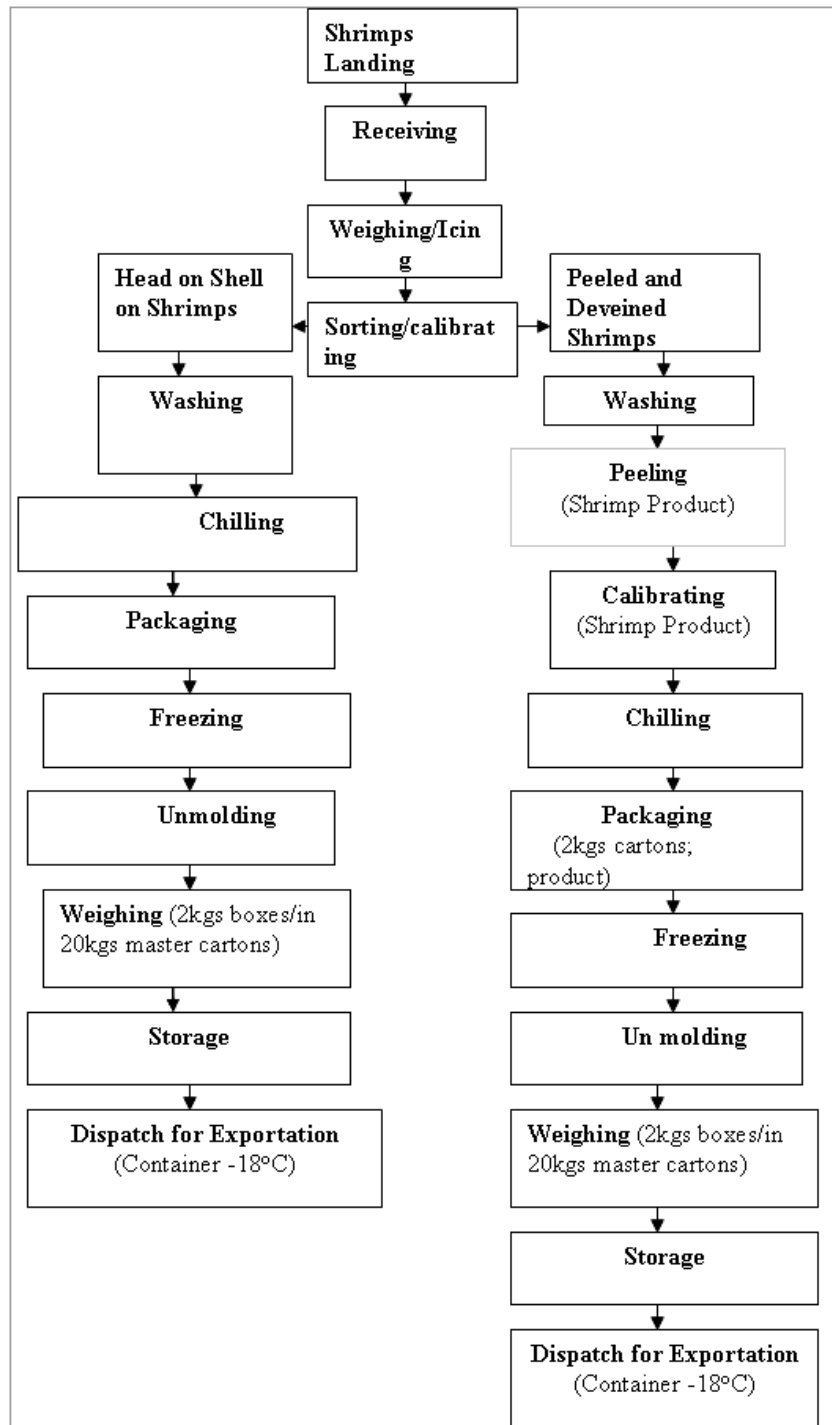 Shrimps
Landing
Receiving
Weighing/Icin
g
Sorting/calibrat
ing
Head on Shell
on Shrimps
Washing
Chilling
Packaging
Freezing
Unmolding
Weighing (2kgs boxes/in
20kgs master cartons)
Storage
Dispatch for Exportation
(Container -18°C)
Peeled and
Deveined
Shrimps
Washing
Peeling
(Shrimp Product)
Calibrating
(Shrimp Product)
Chilling
Packaging
(2kgs cartons;
product)
Freezing
Un molding
Weighing (2kgs boxes/in
20kgs master cartons)
Storage
Dispatch for Exportation
(Container -18°C)